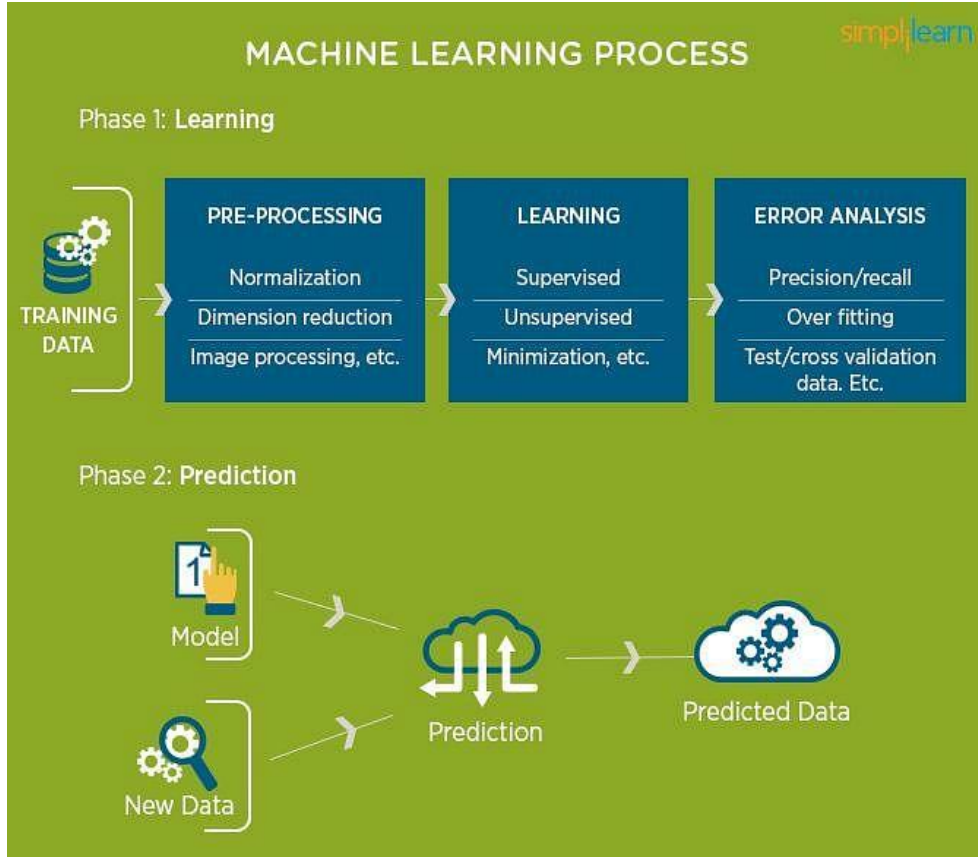 simplilearn
MACHINE LEARNING PROCESS
Phase 1: Learning
TRAINING
DATA
PRE-PROCESSING
Normalization
Dimension reduction
Image processing, etc.
LEARNING
Supervised
Unsupervised
Minimization, etc.
ERROR ANALYSIS
Precision/recall
Over fitting
Test/cross validation
data. Etc.
Phase 2: Prediction
1
Model
New Data
Prediction
Predicted Data